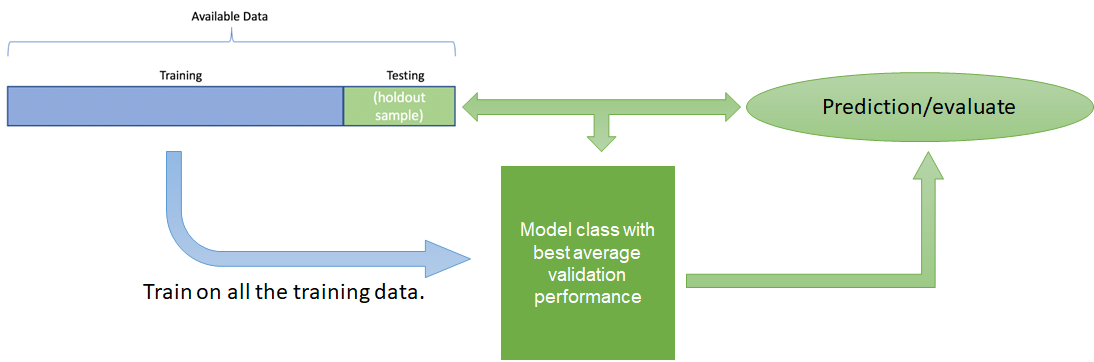 Available Data
Training
Testing
(holdout
sample)
Prediction/evaluate
Model class with
best average
validation
performance
Train on all the training data.